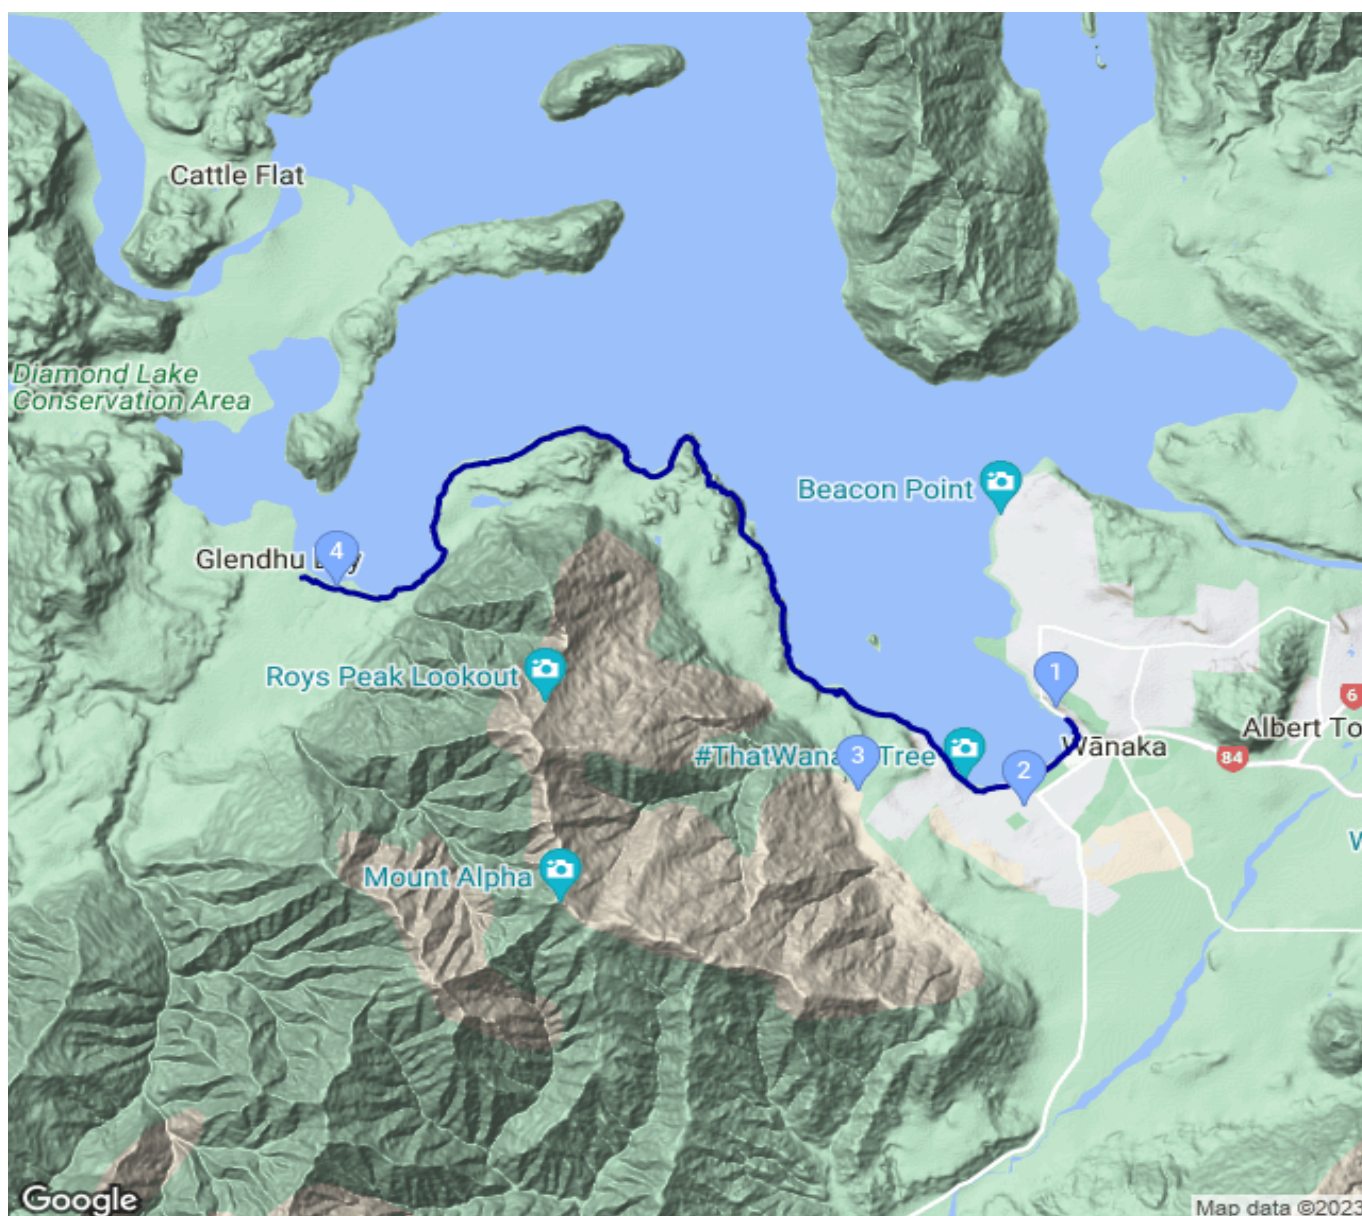 Cattle Flat
Diamond Lake
Conservation Area
Beacon Point
Glendhu
4
Roys Peak Lookout
1
Albert To
6
Wānaka
#ThatWana
Tree
3
2
84
W
Mount Alpha
Google
Map data ©2023